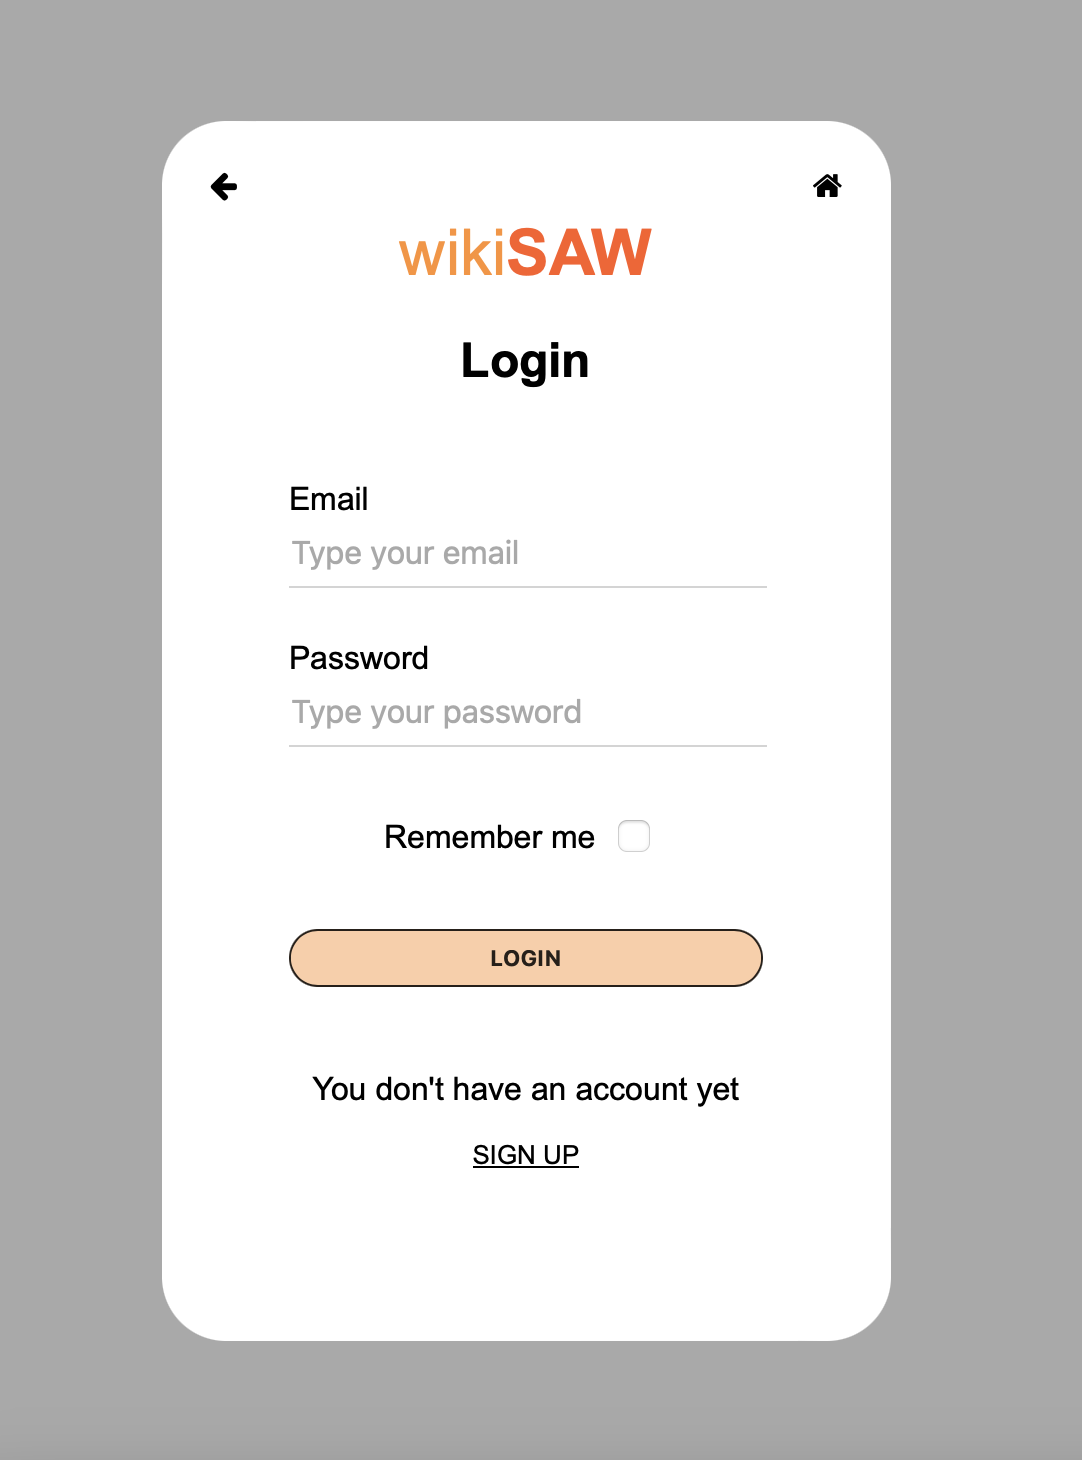 wikiSAW
Login
Email
Type your email
Password
Type your password
Remember me
LOGIN
You don't have an account yet
SIGN UP